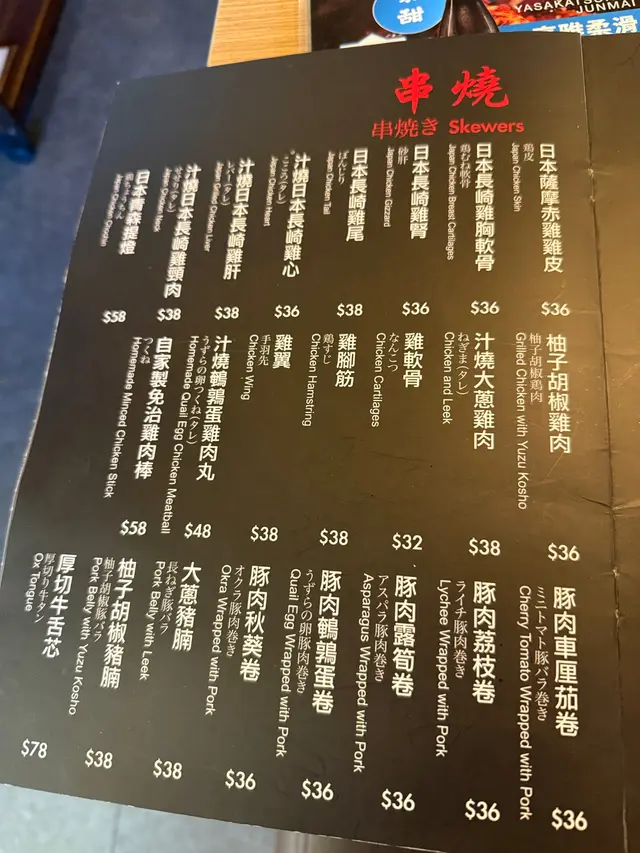 YASAKATSU
JUNMAI
串燒
串焼き Skewers
日本薩摩赤雞雞皮
鶏皮
Japan Chicken Skin
$36
日本長崎雞胸軟骨
鶏むね軟骨
Japan Chicken Breast Cartilages
$36
日本長崎雞腎
砂肝
Japan Chicken Gizzard
$36
日本長崎雞尾
ぼんじり
Japan Chicken Tail
$38
汁燒日本長崎雞心
こころ(タレ)
Japan Chicken Heart
$36
汁燒日本長崎雞肝
レバー(タレ)
Japan Grilled Chicken Liver
$38
汁燒日本長崎雞頸肉
せせり(タレ)
Japan Chicken Neck
$38
日本青森提燈
鶏ちょうちん
Japan Chicken Chochin
$58
柚子胡椒雞肉
柚子胡椒鶏肉
Grilled Chicken with Yuzu Kosho
$36
汁燒大蔥雞肉
ねぎま(タレ)
Chicken and Leek
$38
雞軟骨
なんこつ
Chicken Cartilages
$32
雞腳筋
鶏すじ
Chicken Hamstring
$38
雞翼
手羽先
Chicken Wing
$38
汁燒鵪鶉蛋雞肉丸
うずらの卵つくね(タレ)
Homemade Quail Egg Chicken Meatball
$48
自家製免治雞肉棒
つくね
Homemade Minced Chicken Stick
$58
豚肉車厘茄卷
ミニトマト豚バラ巻き
Cherry Tomato Wrapped with Pork
$36
豚肉荔枝卷
ライチ豚肉巻き
Lychee Wrapped with Pork
$36
豚肉露筍卷
アスパラ豚肉巻き
Asparagus Wrapped with Pork
$36
豚肉鵪鶉蛋卷
うずらの卵豚肉巻き
Quail Egg Wrapped with Pork
$36
豚肉秋葵卷
オクラ豚肉巻き
Okra Wrapped with Pork
$36
大蔥豬腩
長ねぎ豚バラ
Pork Belly with Leek
$38
柚子胡椒豬腩
柚子胡椒豚バラ
Pork Belly with Yuzu Kosho
$38
厚切牛舌芯
厚切り牛タン
Ox Tongue
$78